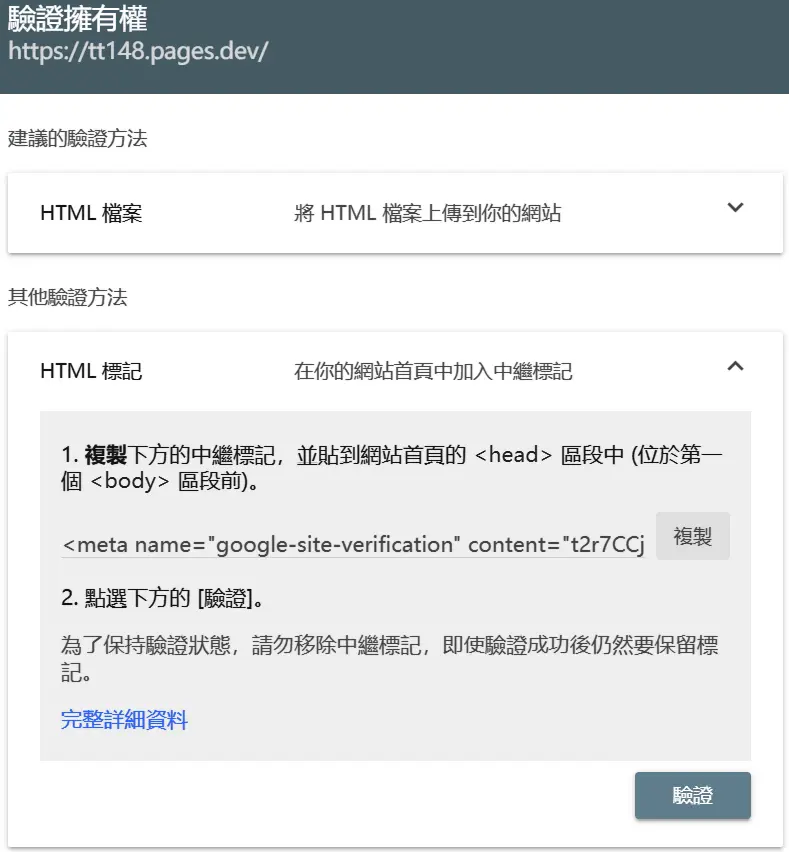 驗證擁有權
https://tt148.pages.dev/
建議的驗證方法
HTML 檔案 將 HTML 檔案上傳到你的網站
其他驗證方法
HTML 標記 在你的網站首頁中加入中繼標記
1. 複製下方的中繼標記，並貼到網站首頁的 <head> 區段中 (位於第一
個 <body> 區段前)。
<meta name="google-site-verification" content="t2r7CCj 複製
2. 點選下方的 [驗證]。
為了保持驗證狀態，請勿移除中繼標記，即使驗證成功後仍然要保留標
記。
完整詳細資料
驗證